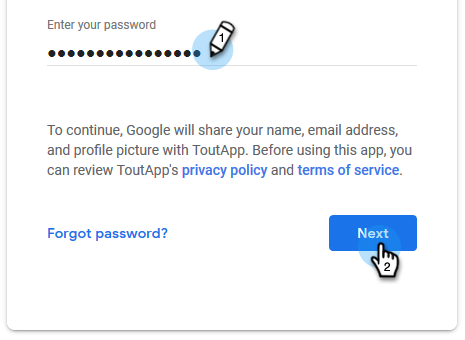 Enter your password
••••••••••••••••
1
To continue, Google will share your name, email address,
and profile picture with ToutApp. Before using this app, you
can review ToutApp's privacy policy and terms of service.
Forgot password?
Next
2